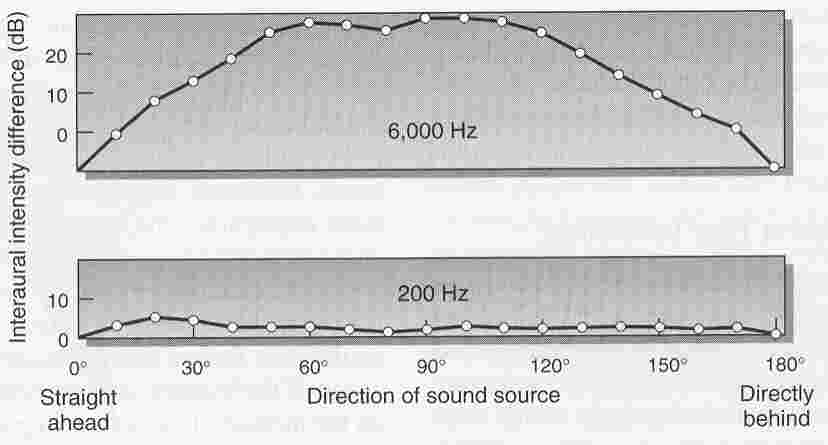 Interaural intensity difference (dB)
20
10
0
6,000 Hz
10
0
200 Hz
0° 30° 60° 90° 120° 150° 180°
Straight
ahead
Direction of sound source
Directly
behind